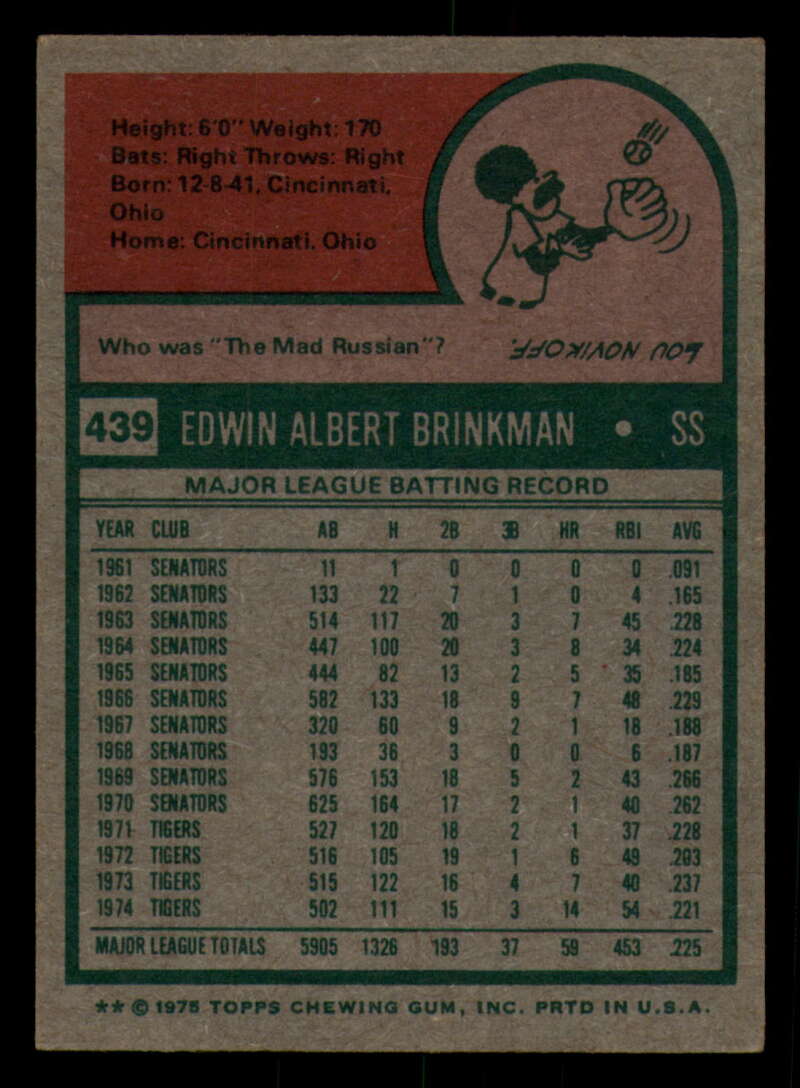 Height: 6'0" Weight: 170
Bats: Right Throws: Right
Born: 12-8-41, Cincinnati,
Ohio
Home: Cincinnati, Ohio
Who was "The Mad Russian"? LOU NOVIKOFF.
439 EDWIN ALBERT BRINKMAN • SS
MAJOR LEAGUE BATTING RECORD
YEAR CLUB AB H 2B 3B HR RBI AVG
1961 SENATORS 11 1 0 0 0 0 .091
1962 SENATORS 133 22 7 1 0 4 .165
1963 SENATORS 514 117 20 3 7 45 .228
1964 SENATORS 447 100 20 3 8 34 .224
1965 SENATORS 444 82 13 2 5 35 .185
1966 SENATORS 582 133 18 9 7 48 .229
1967 SENATORS 320 60 9 2 1 18 .188
1968 SENATORS 193 36 3 0 0 6 .187
1969 SENATORS 576 153 18 5 2 43 .266
1970 SENATORS 625 164 17 2 1 40 .262
1971 TIGERS 527 120 18 2 1 37 .228
1972 TIGERS 516 105 19 1 6 49 .203
1973 TIGERS 515 122 16 4 7 40 .237
1974 TIGERS 502 111 15 3 14 54 .221
MAJOR LEAGUE TOTALS 5905 1326 193 37 59 453 .225
** © 1975 TOPPS CHEWING GUM, INC. PRTD IN U.S.A.